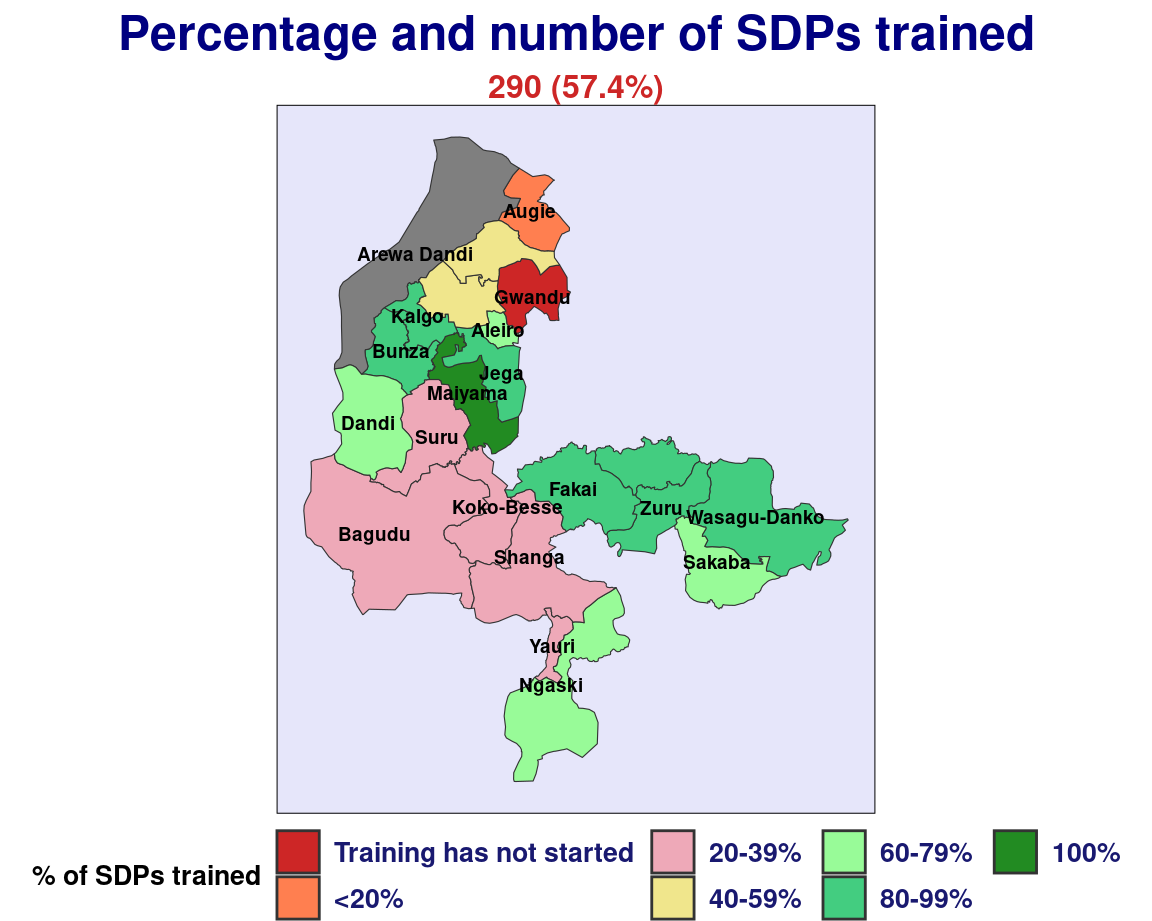 Percentage and number of SDPs trained
290 (57.4%)
Augie
Arewa Dandi
Gwandu
Kalgo
Aleiro
Bunza
Jega
Maiyama
Dandi
Suru
Fakai
Koko-Besse
Zuru
Wasagu-Danko
Bagudu
Shanga
Sakaba
Yauri
Ngaski
% of SDPs trained
Training has not started
<20%
20-39%
40-59%
60-79%
80-99%
100%